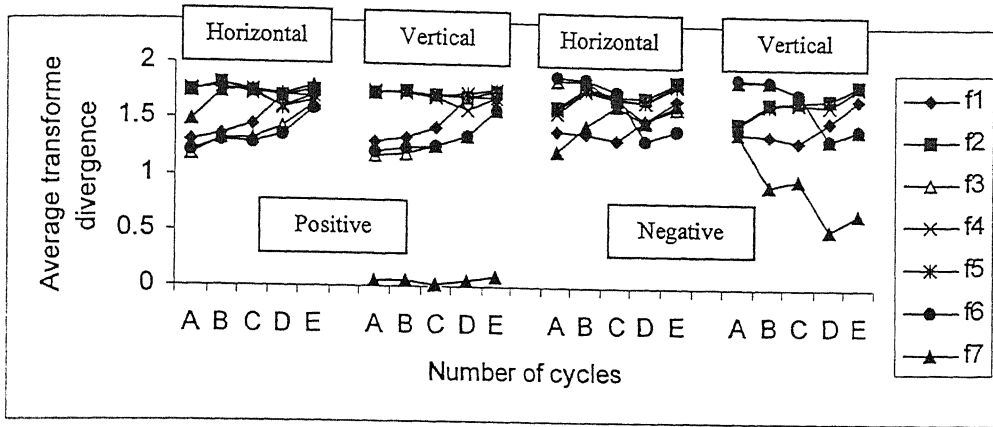 Horizontal
Vertical
Horizontal
Vertical
2
1.5
1
0.5
0
Average transforme
divergence
Positive
Negative
A B C D E
A B C D E
A B C D E
A B C D E
Number of cycles
f1
f2
f3
f4
f5
f6
f7